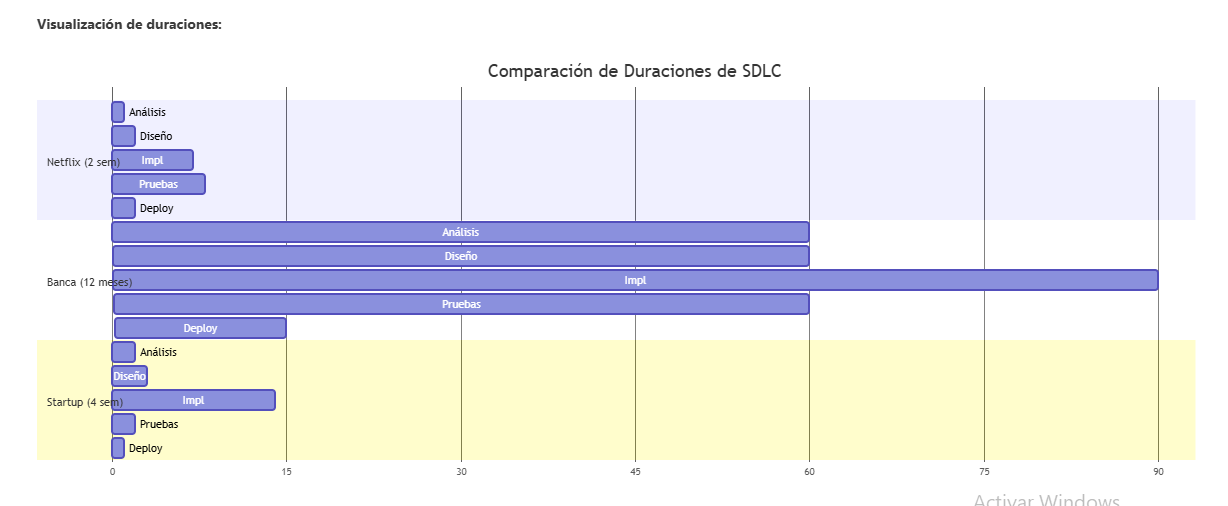 Visualización de duraciones:
Comparación de Duraciones de SDLC
Análisis
Diseño
Netflix (2 sem)
Impl
Pruebas
Deploy
Análisis
Diseño
Banca (12 meses)
Impl
Pruebas
Deploy
Análisis
Diseño
Startup (4 sem)
Impl
Pruebas
Deploy
0 15 30 45 60 75 90
Activar Windows